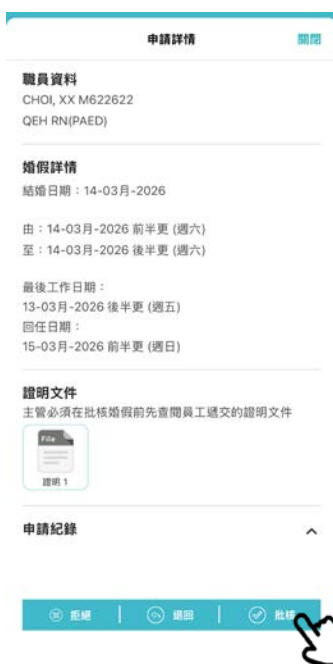 申請詳情
關閉
職員資料
CHOI, XX M622622
QEH RN(PAED)
婚假詳情
結婚日期：14-03月-2026
由：14-03月-2026 前半更 (週六)
至：14-03月-2026 後半更 (週六)
最後工作日期：
13-03月-2026 後半更 (週五)
回任日期：
15-03月-2026 前半更 (週日)
證明文件
主管必須在批核婚假前先查閱員工遞交的證明文件
File
證明 1
申請紀錄
拒絕
退回
批核